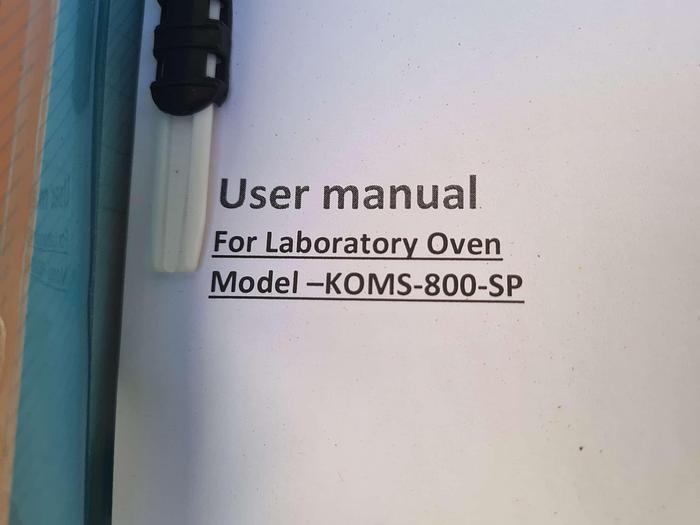 User manual
For Laboratory Oven
Model –KOMS-800-SP